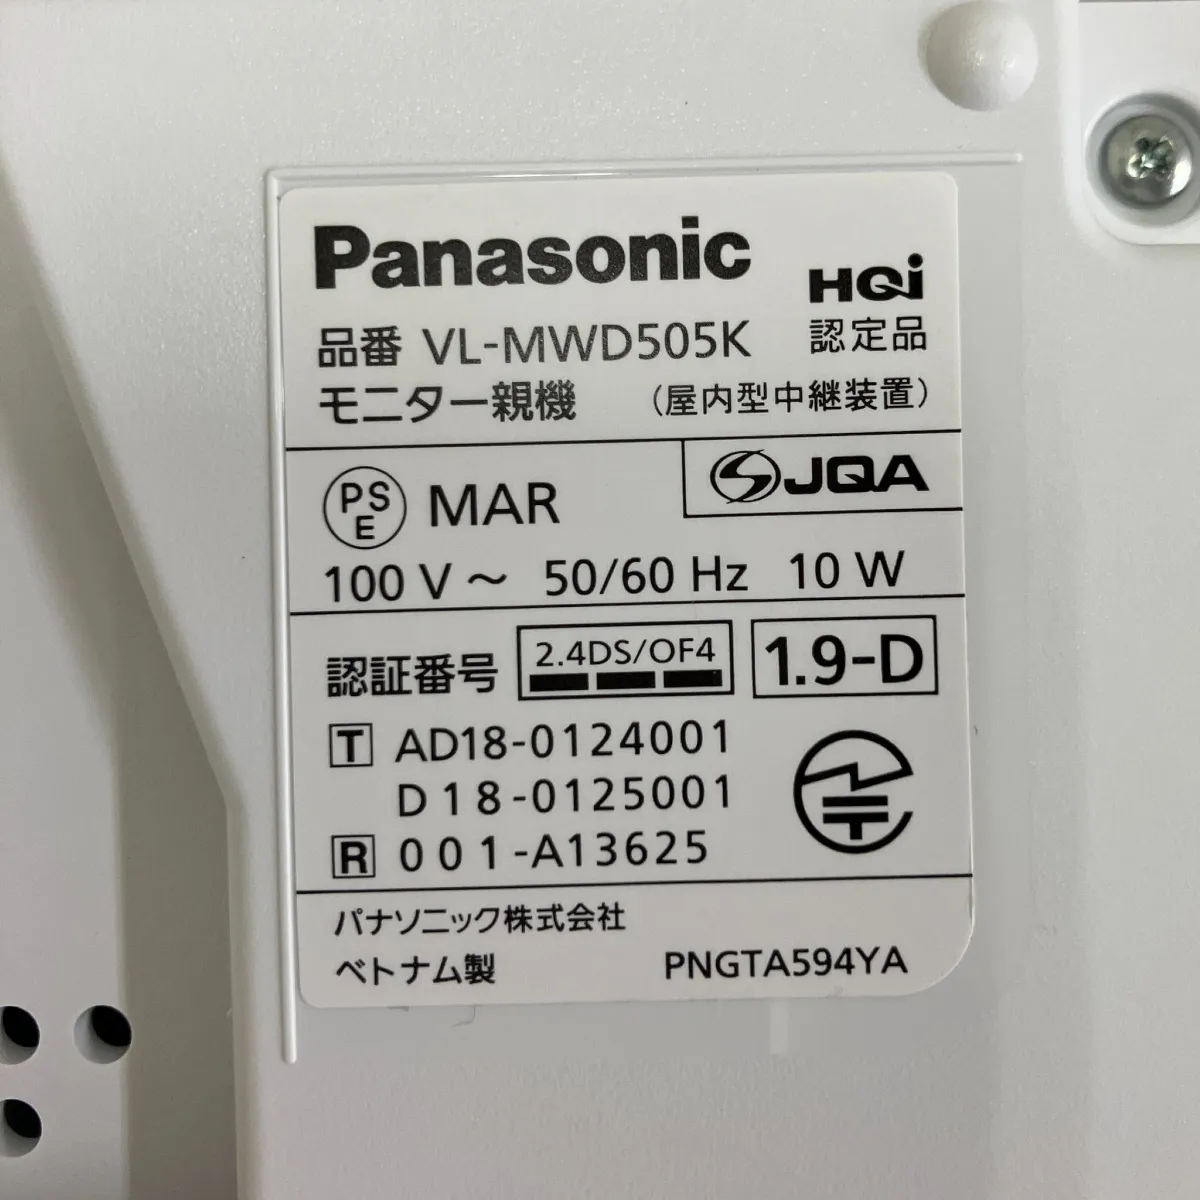 Panasonic
HQi
品番 VL-MWD505K 認定品
モニター親機 (屋内型中継装置)
PSE MAR JQA
100 V ～ 50/60 Hz 10 W
認証番号 2.4DS/OF4 1.9-D
T AD18-0124001
D18-0125001
R 001-A13625
パナソニック株式会社
ベトナム製 PNGTA594YA